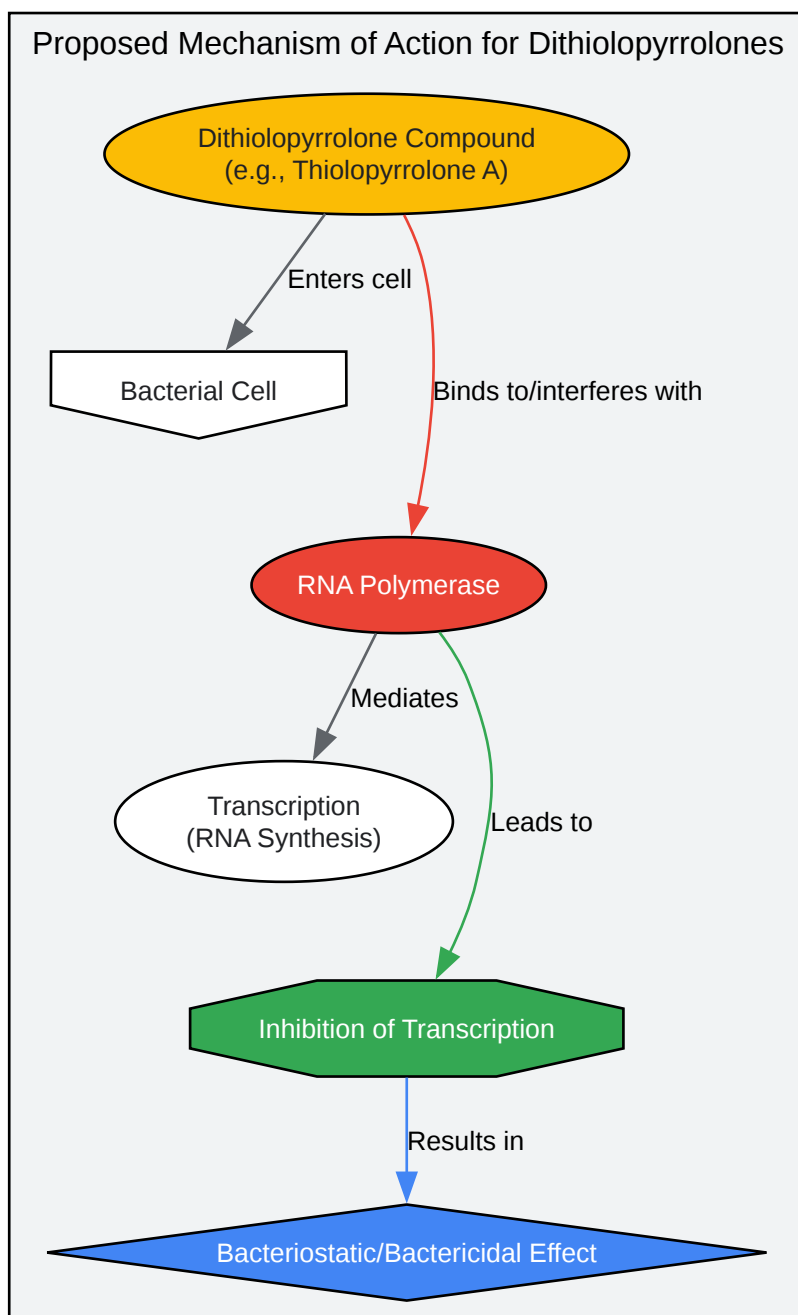 Proposed Mechanism of Action for Dithiolopyrrolones
Dithiolopyrrolone Compound
(e.g., Thiolopyrrolone A)
Enters cell
Bacterial Cell
Binds to/interferes with
RNA Polymerase
Mediates
Transcription
(RNA Synthesis)
Leads to
Inhibition of Transcription
Results in
Bacteriostatic/Bactericidal Effect